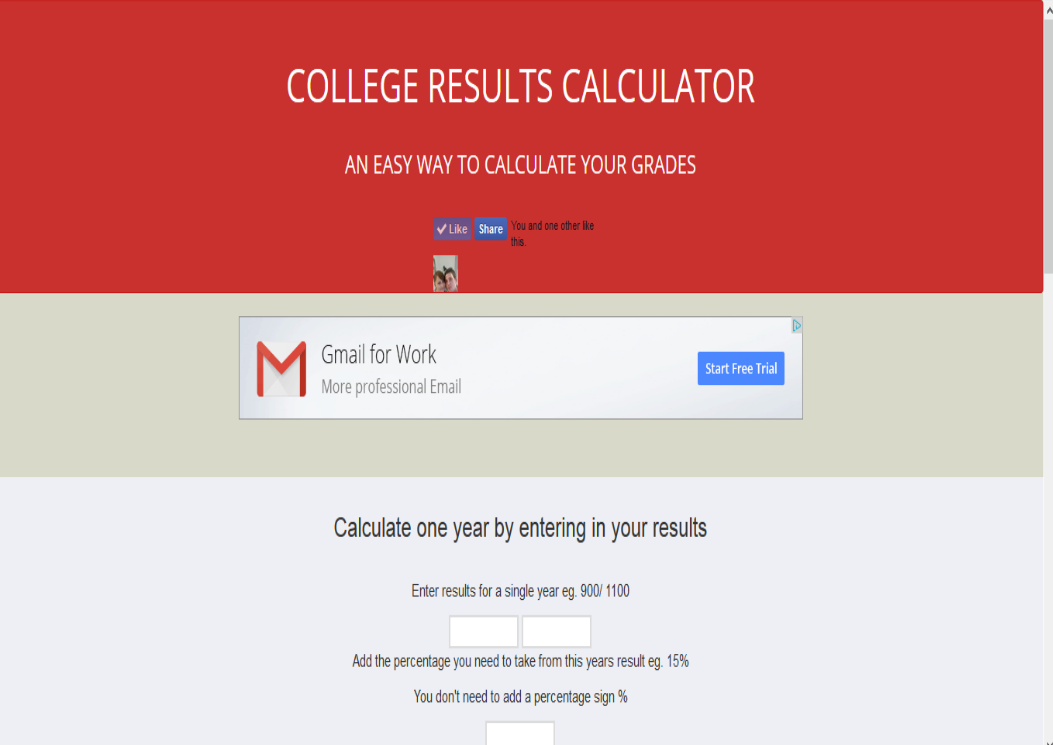 COLLEGE RESULTS CALCULATOR
AN EASY WAY TO CALCULATE YOUR GRADES
Like Share You and one other like
this.
Gmail for Work
More professional Email
Start Free Trial
Calculate one year by entering in your results
Enter results for a single year eg. 900/ 1100
Add the percentage you need to take from this years result eg. 15%
You don't need to add a percentage sign %